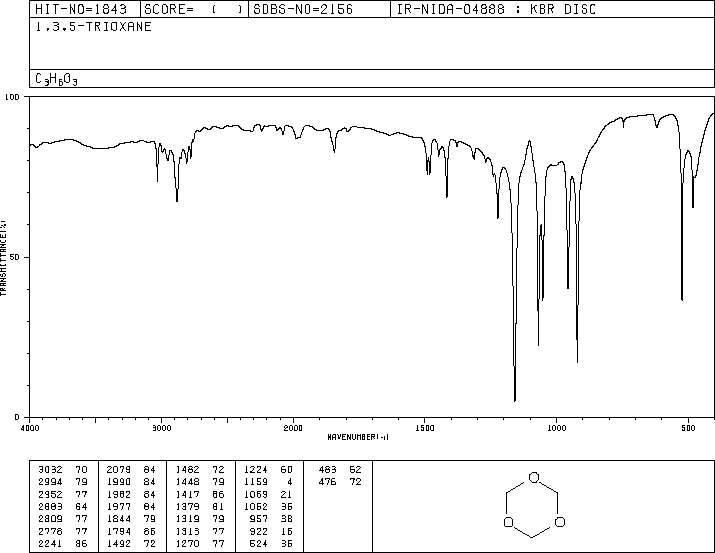 HIT-NO=1843 SCORE= ( ) SDBS-NO=2156 IR-NIDA-04888 : KBR DISC
1,3,5-TRIOXANE
C3H6O3
100
50
0
TRANSMITTANCE(%)
4000 3000 2000 1500 1000 500
WAVENUMBER(-1)
3032 70 2079 84 1482 72 1224 60 483 62
2994 79 1990 84 1448 79 1159 4 476 72
2952 77 1982 84 1417 66 1069 21
2883 64 1977 84 1379 81 1052 36
2809 77 1844 79 1319 79 957 38
2778 77 1794 86 1313 77 922 16
2241 86 1492 72 1270 77 524 36
O
O O